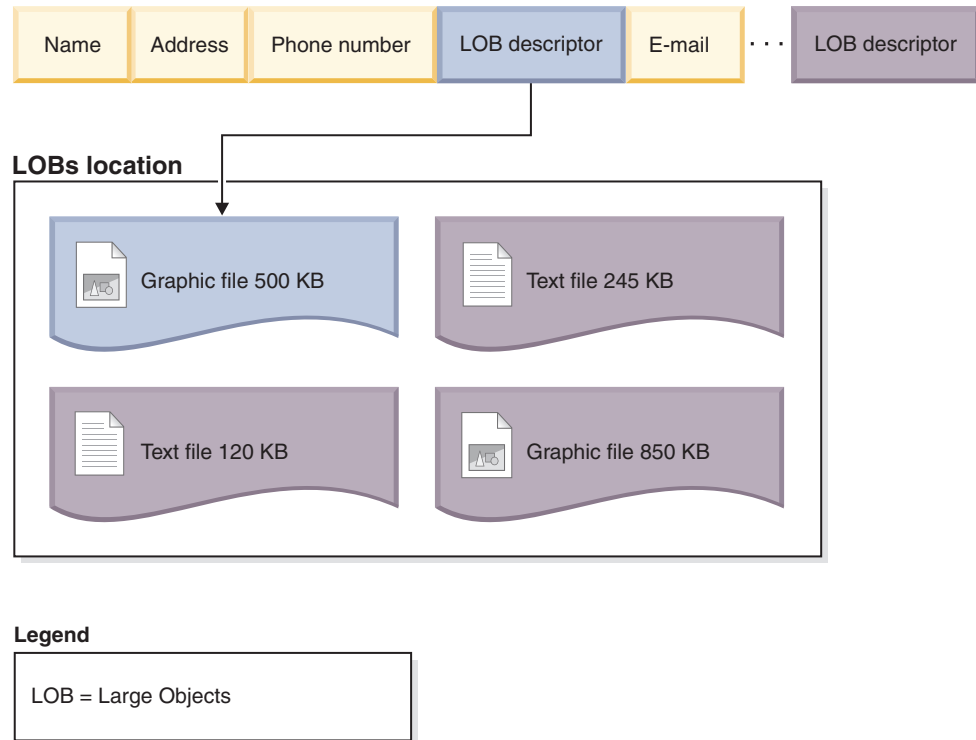 Name Address Phone number LOB descriptor E-mail . . . LOB descriptor
LOBs location
Graphic file 500 KB Text file 245 KB
Text file 120 KB Graphic file 850 KB
Legend
LOB = Large Objects